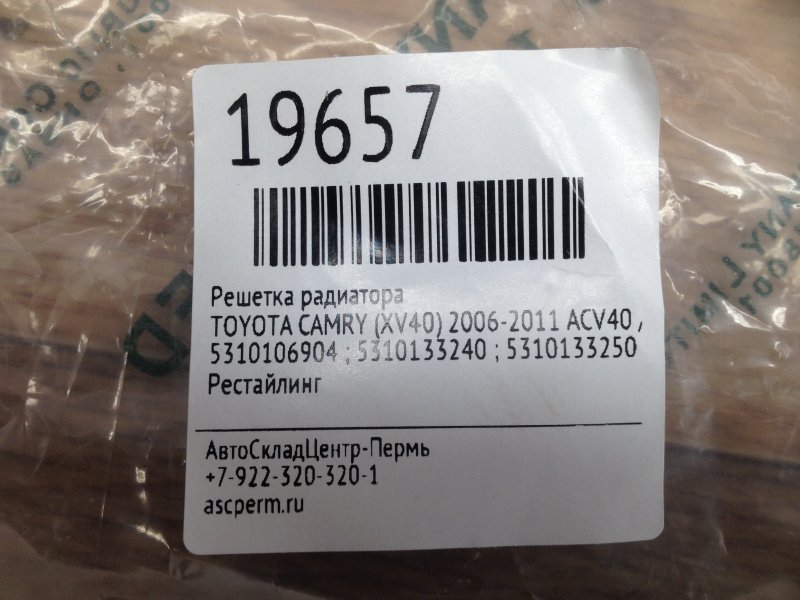 19657
Решетка радиатора
TOYOTA CAMRY (XV40) 2006-2011 ACV40 ,
5310106904 ; 5310133240 ; 5310133250
Рестайлинг
АвтоСкладЦентр-Пермь
+7-922-320-320-1
ascperm.ru